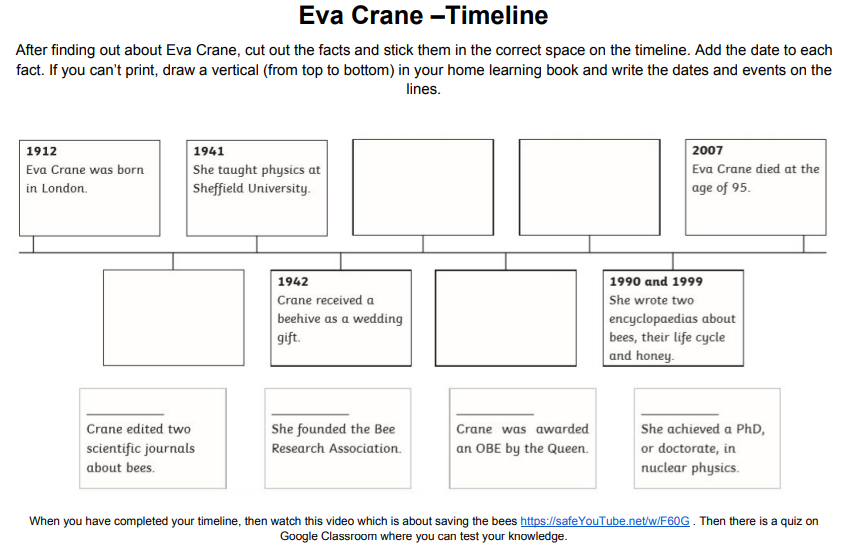 Eva Crane –Timeline
After finding out about Eva Crane, cut out the facts and stick them in the correct space on the timeline. Add the date to each
fact. If you can't print, draw a vertical (from top to bottom) in your home learning book and write the dates and events on the
lines.
1912
Eva Crane was born
in London.
1941
She taught physics at
Sheffield University.
2007
Eva Crane died at the
age of 95.
1942
Crane received a
beehive as a wedding
gift.
1990 and 1999
She wrote two
encyclopaedias about
bees, their life cycle
and honey.
Crane edited two
scientific journals
about bees.
She founded the Bee
Research Association.
Crane was awarded
an OBE by the Queen.
She achieved a PhD,
or doctorate, in
nuclear physics.
When you have completed your timeline, then watch this video which is about saving the bees https://safeYouTube.net/w/F60G . Then there is a quiz on
Google Classroom where you can test your knowledge.